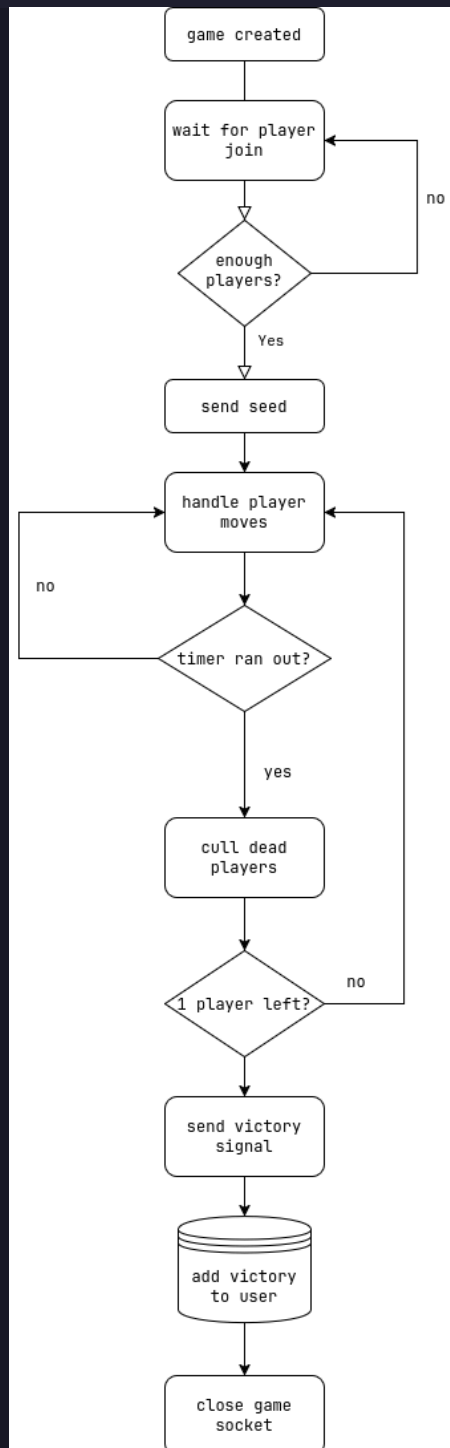 game created
wait for player
join
no
enough
players?
Yes
send seed
handle player
moves
no
timer ran out?
yes
cull dead
players
no
1 player left?
send victory
signal
add victory
to user
close game
socket